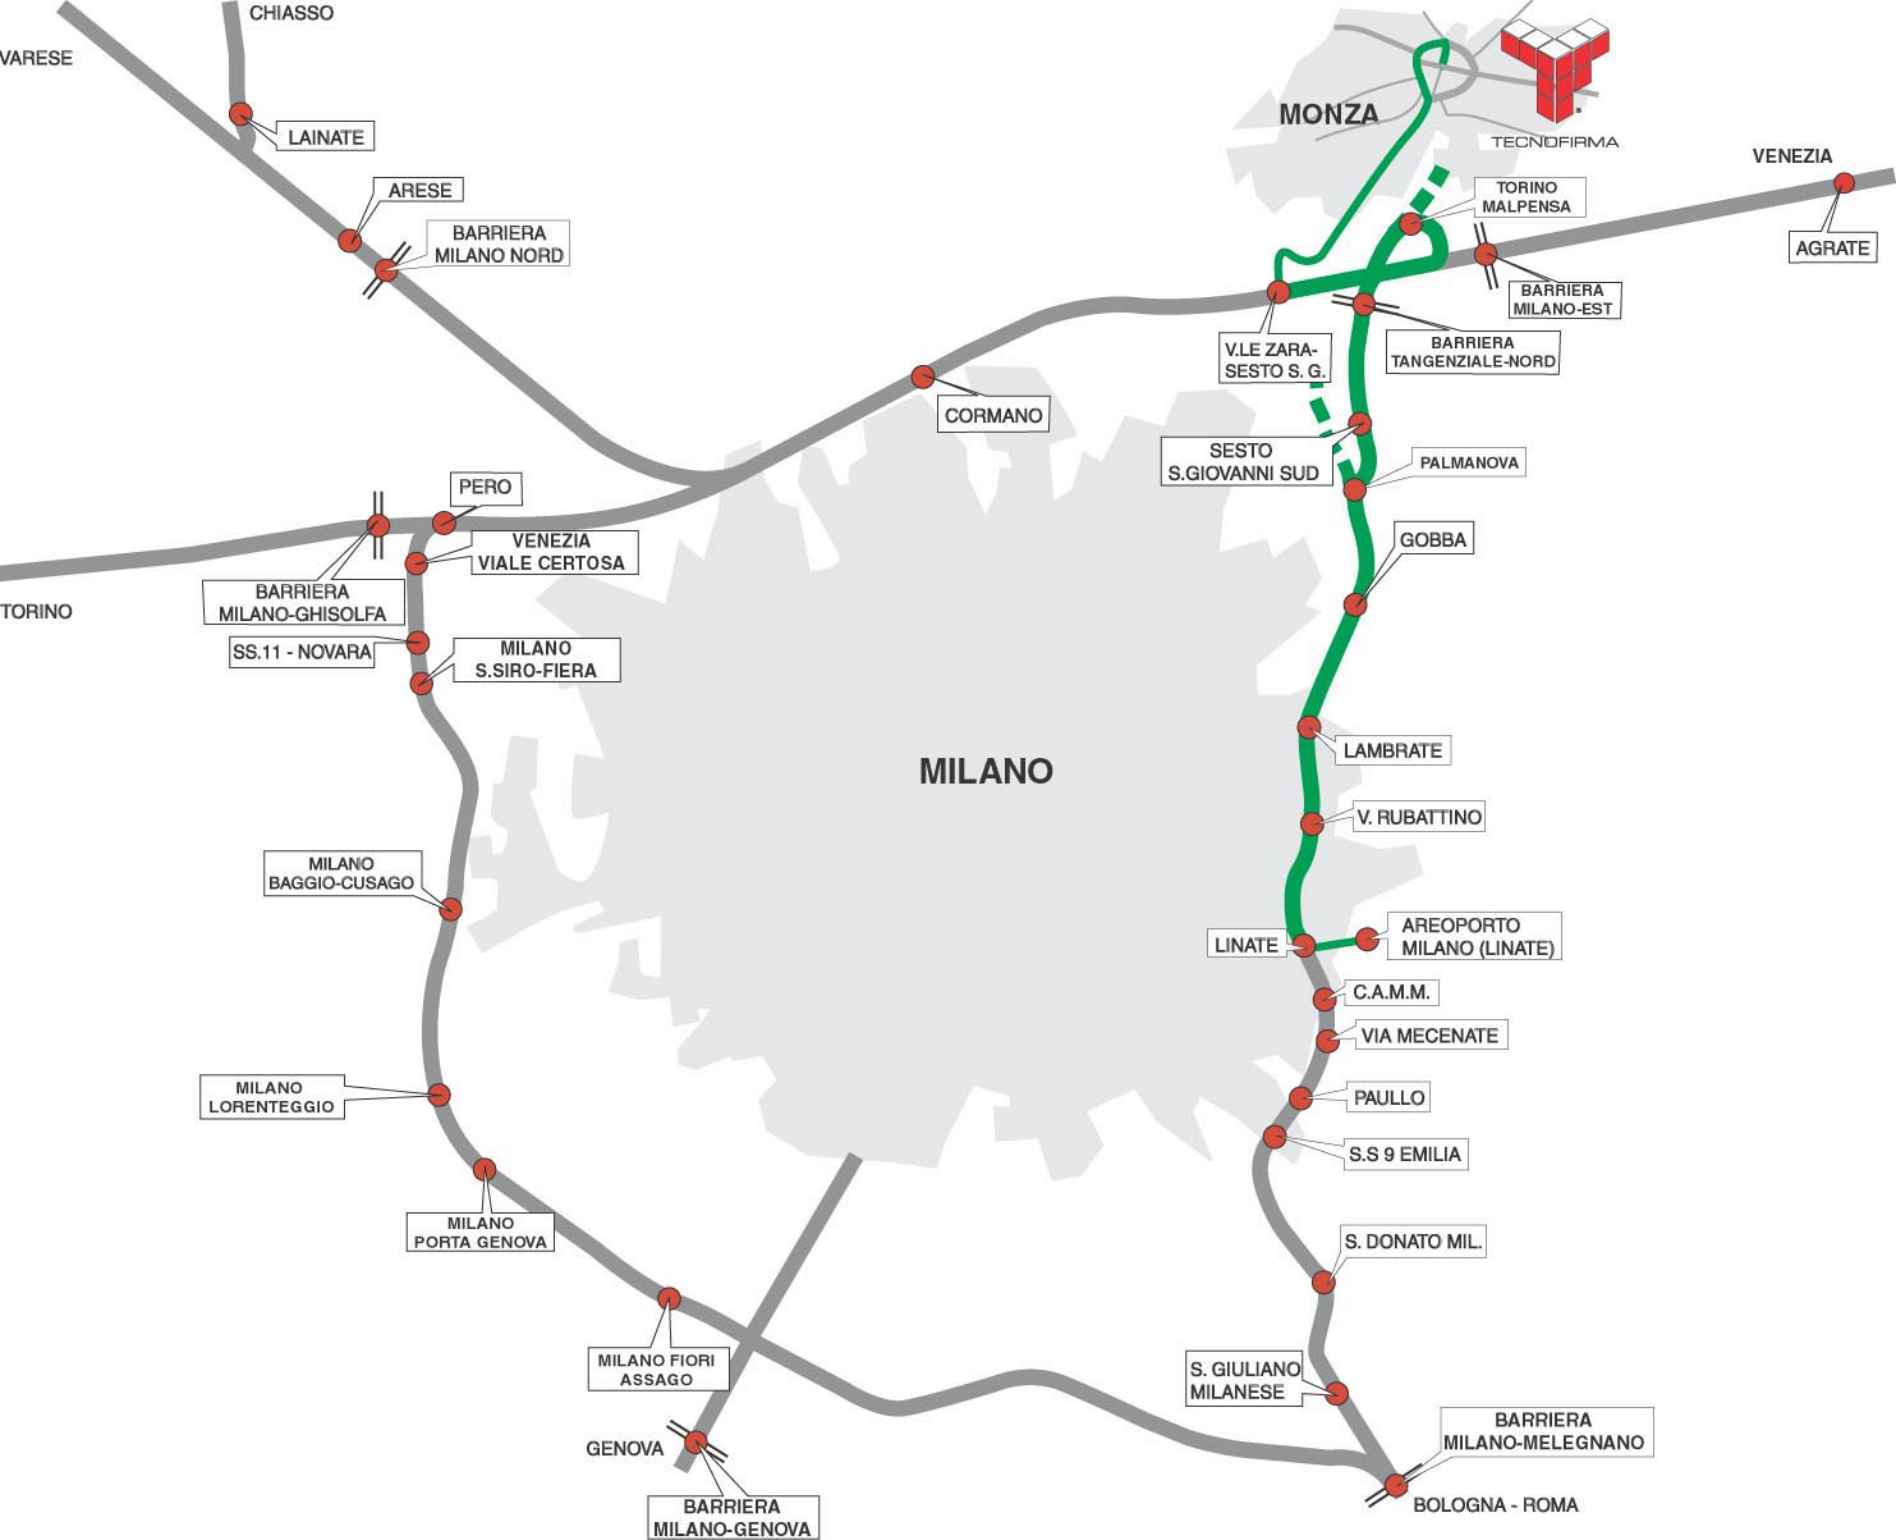 CHIASSO
VARESE
MONZA
TECNOFIRMA
LAINATE
VENEZIA
ARESE
TORINO
MALPENSA
BARRIERA
MILANO NORD
AGRATE
BARRIERA
MILANO-EST
V.LE ZARA-
SESTO S. G.
BARRIERA
TANGENZIALE-NORD
CORMANO
SESTO
S.GIOVANNI SUD
PALMANOVA
PERO
GOBBA
VENEZIA
VIALE CERTOSA
BARRIERA
MILANO-GHISOLFA
TORINO
SS.11 - NOVARA
MILANO
S.SIRO-FIERA
MILANO
LAMBRATE
V. RUBATTINO
MILANO
BAGGIO-CUSAGO
LINATE
AREOPORTO
MILANO (LINATE)
C.A.M.M.
VIA MECENATE
MILANO
LORENTEGGIO
PAULLO
S.S 9 EMILIA
MILANO
PORTA GENOVA
S. DONATO MIL.
MILANO FIORI
ASSAGO
S. GIULIANO
MILANESE
GENOVA
BARRIERA
MILANO-MELEGNANO
BARRIERA
MILANO-GENOVA
BOLOGNA - ROMA